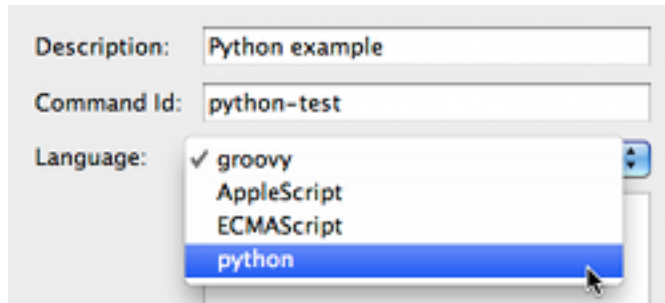 Description: Python example
Command Id: python-test
Language: ✓ groovy
AppleScript
ECMAScript
python